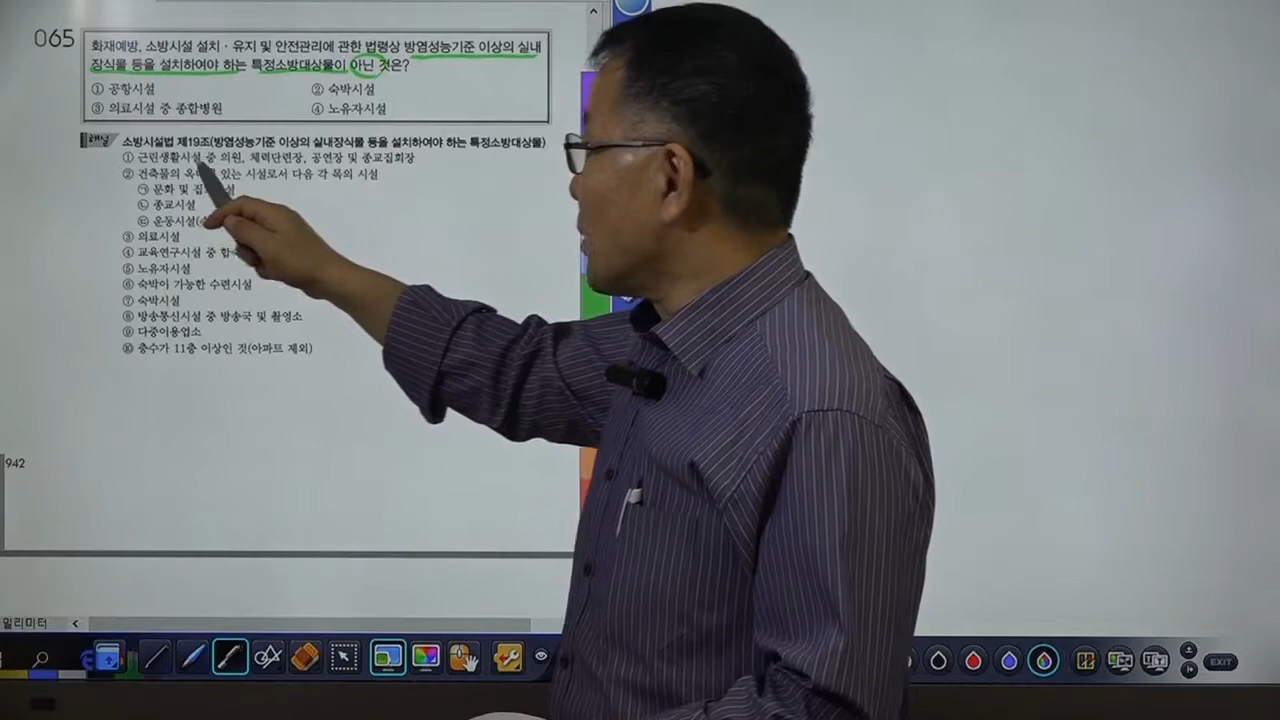 065
화재예방, 소방시설 설치·유지 및 안전관리에 관한 법령상 방염성능기준 이상의 실내
장식물 등을 설치하여야 하는 특정소방대상물이 아닌 것은?
① 공항시설 ② 숙박시설
③ 의료시설 중 종합병원 ④ 노유자시설
해설 소방시설법 제19조(방염성능기준 이상의 실내장식물 등을 설치하여야 하는 특정소방대상물)
① 근린생활시설 중 의원, 체력단련장, 공연장 및 종교집회장
② 건축물의 있는 시설로서 다음 각 목의 시설
㉠ 문화 및
㉡ 종교시설
㉢ 운동시설
③ 의료시설
④ 교육연구시설 중
⑤ 노유자시설
⑥ 숙박이 가능한 수련시설
⑦ 숙박시설
⑧ 방송통신시설 중 방송국 및 촬영소
⑨ 다중이용업소
⑩ 층수가 11층 이상인 것(아파트 제외)
942
밀리미터
EXIT